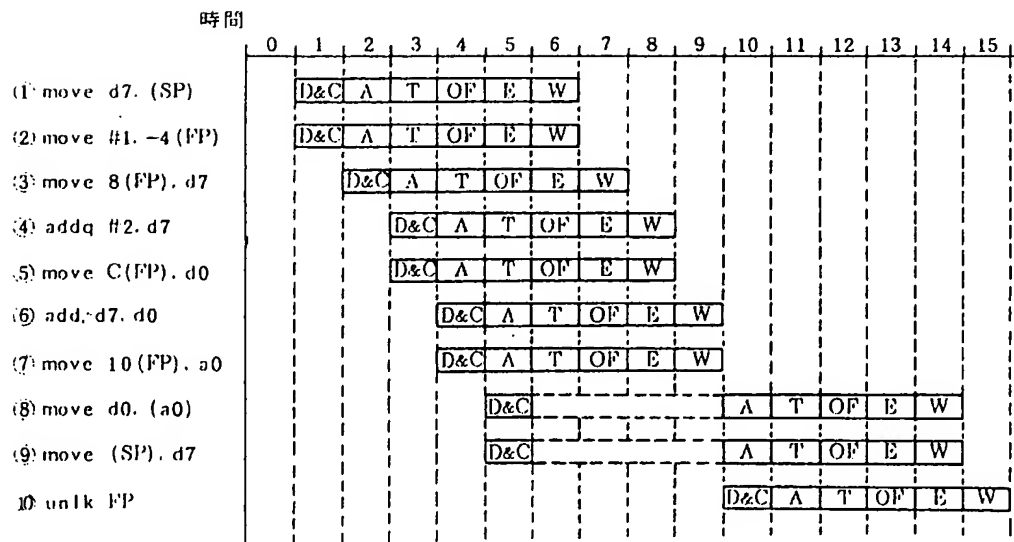 時間
0 1 2 3 4 5 6 7 8 9 10 11 12 13 14 15
(1) move d7, (SP) D&C A T OF E W
(2) move #1, -4(FP) D&C A T OF E W
(3) move 8(FP), d7 D&C A T OF E W
(4) addq #2, d7 D&C A T OF E W
(5) move C(FP), d0 D&C A T OF E W
(6) add, d7, d0 D&C A T OF E W
(7) move 10(FP), a0 D&C A T OF E W
(8) move d0, (a0) D&C A T OF E W
(9) move (SP), d7 D&C A T OF E W
10 unlk FP D&C A T OF E W